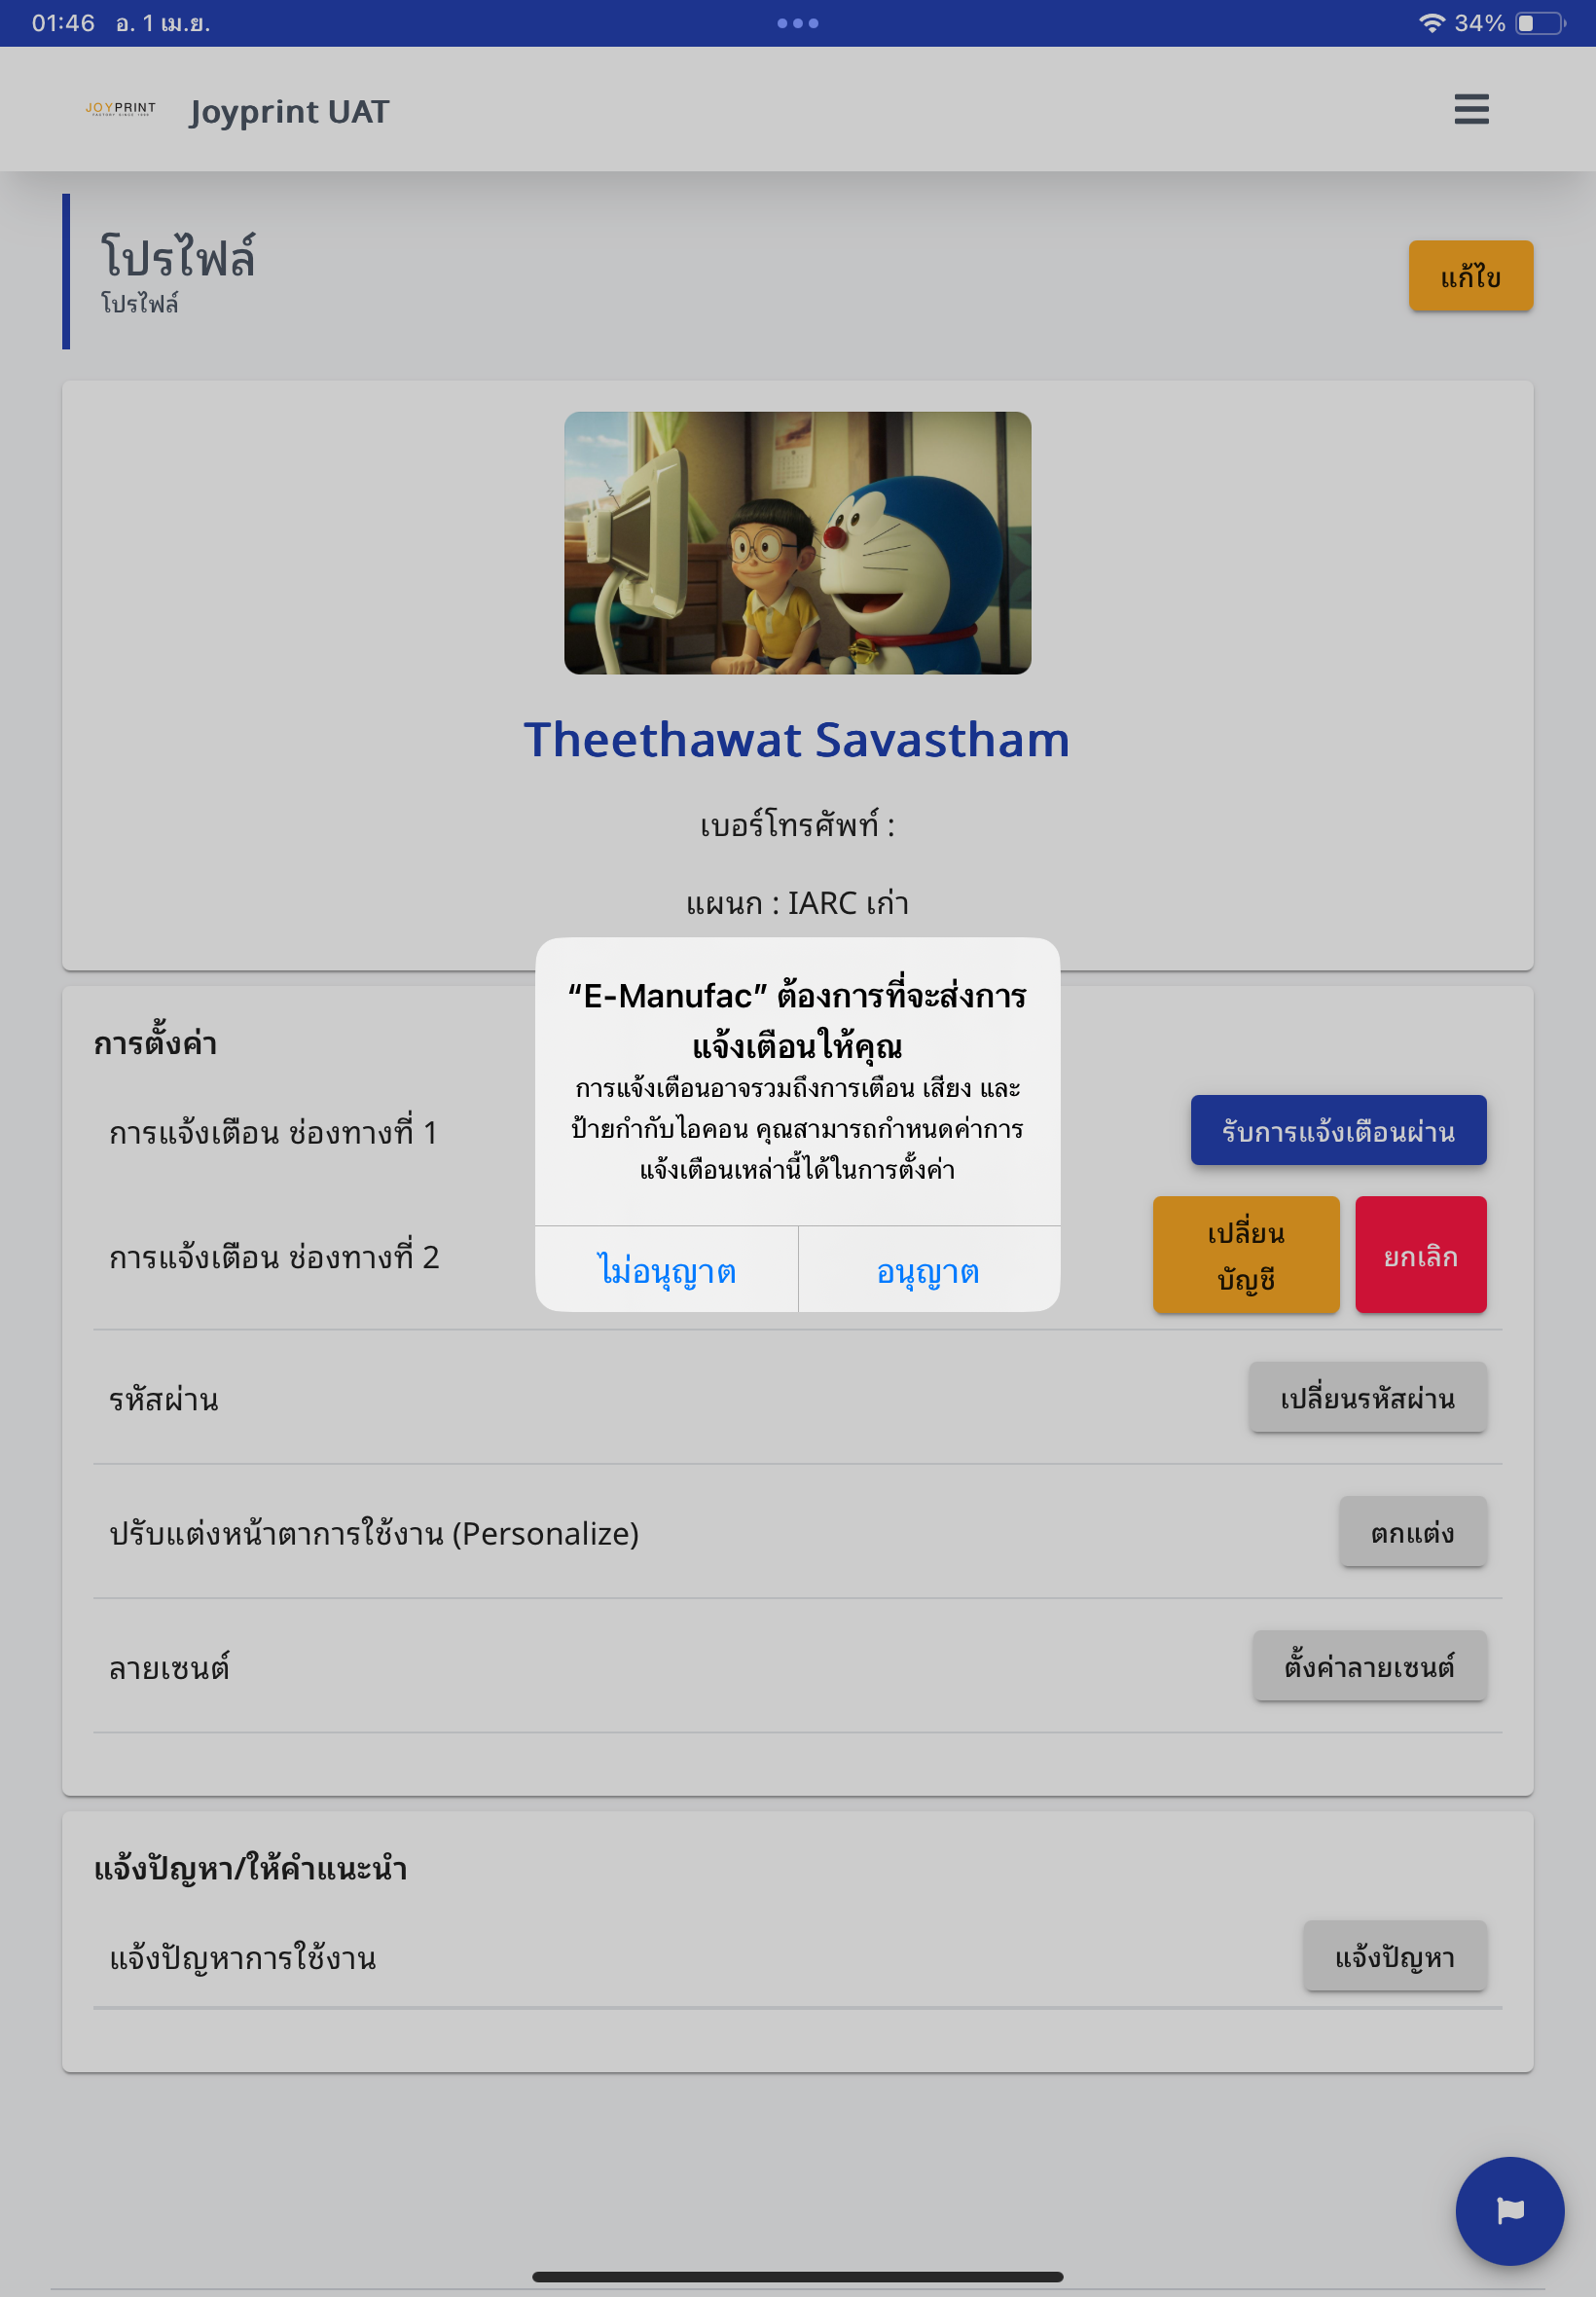 01:46 อ. 1 เม.ย.
34%
JOYPRINT
FACTORY SINCE 1990
Joyprint UAT
โปรไฟล์
โปรไฟล์
แก้ไข
Theethawat Savastham
เบอร์โทรศัพท์ :
แผนก : IARC เก่า
“E-Manufac” ต้องการที่จะส่งการ
แจ้งเตือนให้คุณ
การแจ้งเตือนอาจรวมถึงการเตือน เสียง และ
ป้ายกำกับไอคอน คุณสามารถกำหนดค่าการ
แจ้งเตือนเหล่านี้ได้ในการตั้งค่า
ไม่อนุญาต
อนุญาต
การตั้งค่า
การแจ้งเตือน ช่องทางที่ 1
รับการแจ้งเตือนผ่าน
การแจ้งเตือน ช่องทางที่ 2
เปลี่ยน
บัญชี
ยกเลิก
รหัสผ่าน
เปลี่ยนรหัสผ่าน
ปรับแต่งหน้าตาการใช้งาน (Personalize)
ตกแต่ง
ลายเซนต์
ตั้งค่าลายเซนต์
แจ้งปัญหา/ให้คำแนะนำ
แจ้งปัญหาการใช้งาน
แจ้งปัญหา